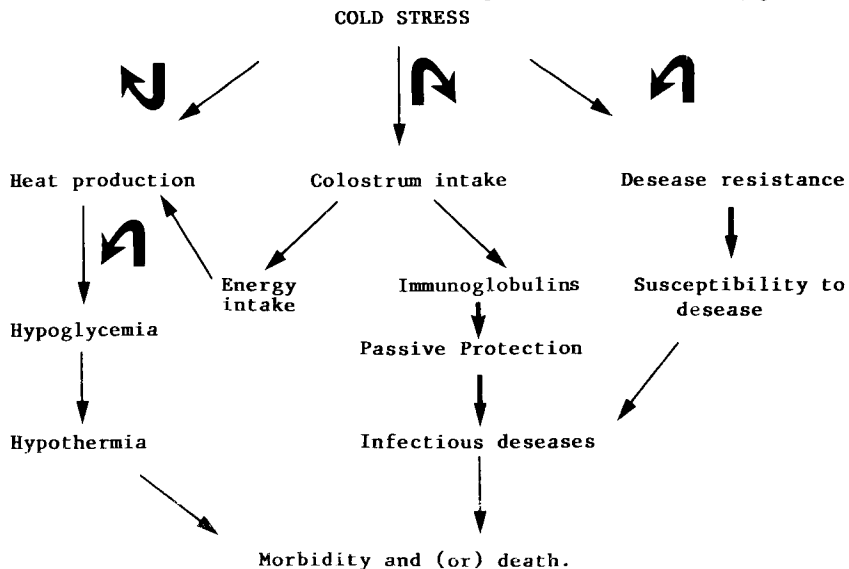 COLD STRESS
Heat production
Colostrum intake
Desease resistance
Energy
intake
Immunoglobulins
Susceptibility to
desease
Hypoglycemia
Passive Protection
Hypothermia
Infectious deseases
Morbidity and (or) death.